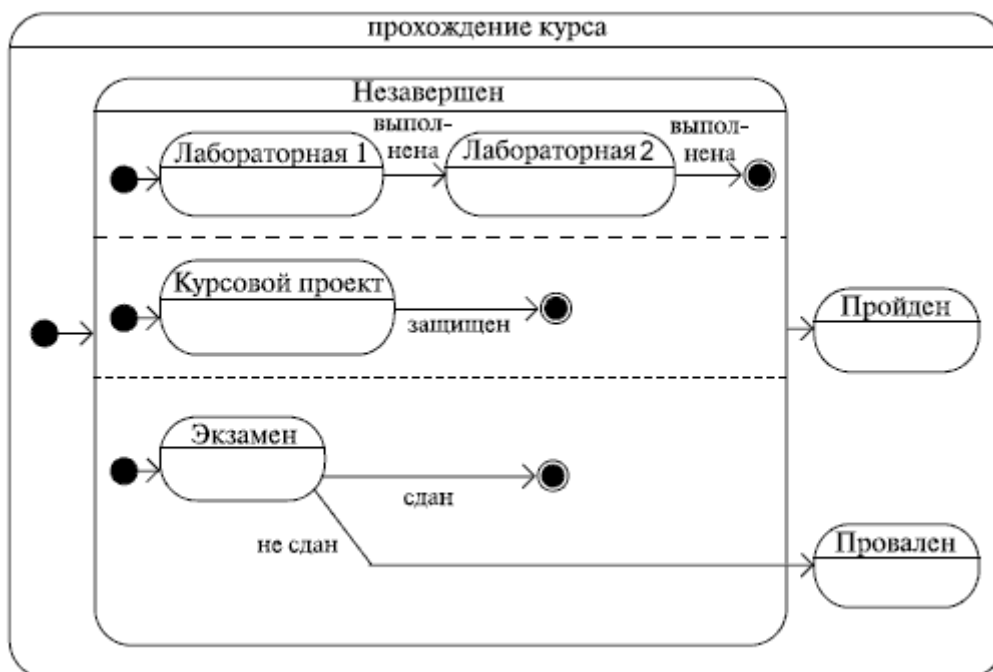 прохождение курса
Незавершен
Лабораторная 1
выпол-
нена
Лабораторная 2
выпол-
нена
Курсовой проект
защищен
Пройден
Экзамен
сдан
не сдан
Провален